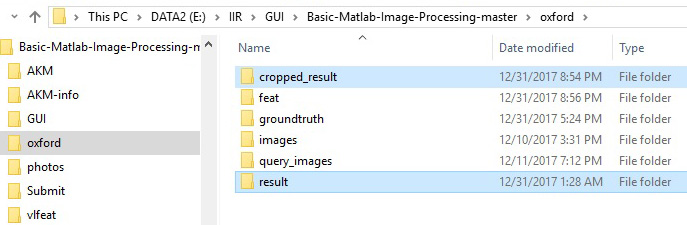 This PC > DATA2 (E:) > IIR > GUI > Basic-Matlab-Image-Processing-master > oxford >
Basic-Matlab-Image-Processing-m
AKM
AKM-info
GUI
oxford
photos
Submit
vlfeat
Name Date modified Type
cropped_result 12/31/2017 8:54 PM File folder
feat 12/31/2017 8:56 PM File folder
groundtruth 12/31/2017 5:24 PM File folder
images 12/10/2017 3:31 PM File folder
query_images 12/11/2017 7:12 PM File folder
result 12/31/2017 1:28 AM File folder